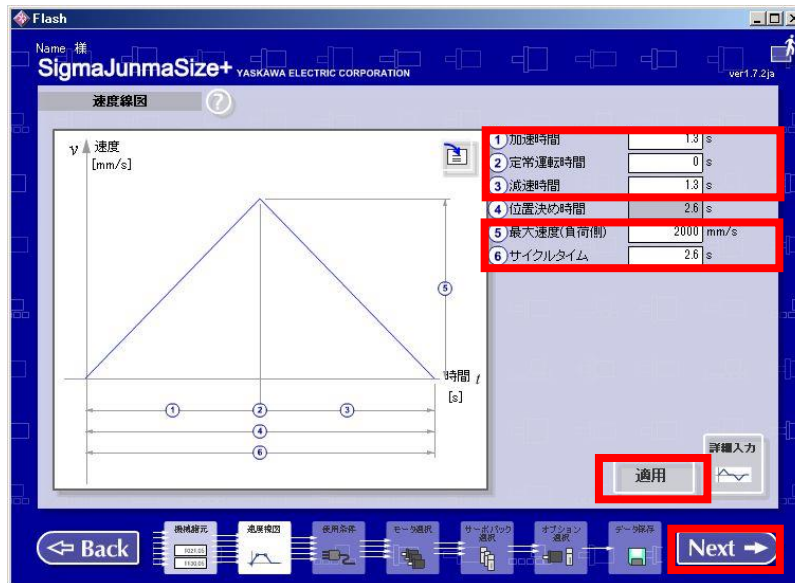 Flash
Name 様
SigmaJunmaSize+ YASKAWA ELECTRIC CORPORATION
ver1.7.2ja
速度線図 ?
ν 速度
[mm/s]
時間 t
[s]
① ② ③
④
⑤
⑥
① 加速時間 1.3 s
② 定常運転時間 0 s
③ 減速時間 1.3 s
④ 位置決め時間 2.6 s
⑤ 最大速度(負荷側) 2000 mm/s
⑥ サイクルタイム 2.6 s
適用
詳細入力
Back
機械諸元
速度線図
使用条件
モータ選択
サーボパック
選択
オプション
選択
データ保存
Next